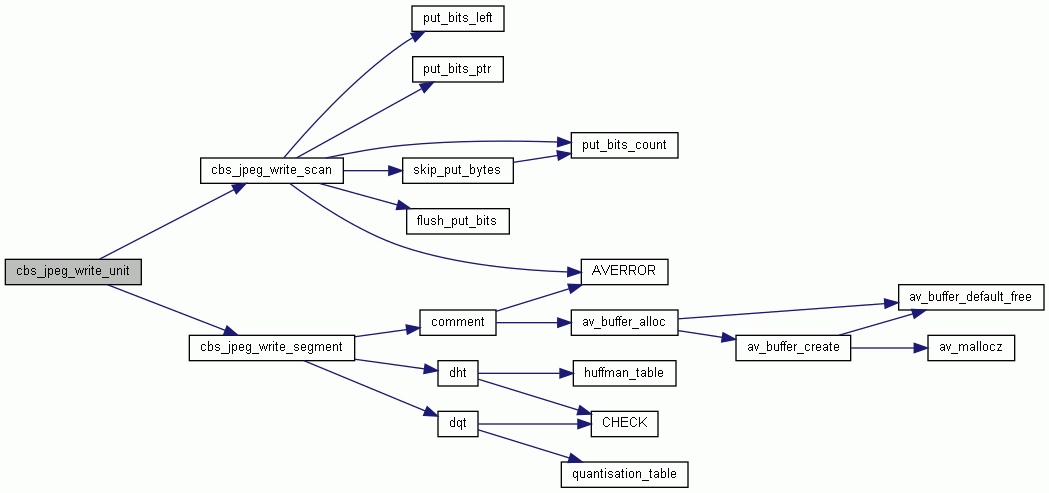 put_bits_left
put_bits_ptr
put_bits_count
cbs_jpeg_write_scan
skip_put_bytes
flush_put_bits
cbs_jpeg_write_unit
AVERROR
av_buffer_default_free
comment
av_buffer_alloc
cbs_jpeg_write_segment
av_buffer_create
av_mallocz
dht
huffman_table
dqt
CHECK
quantisation_table